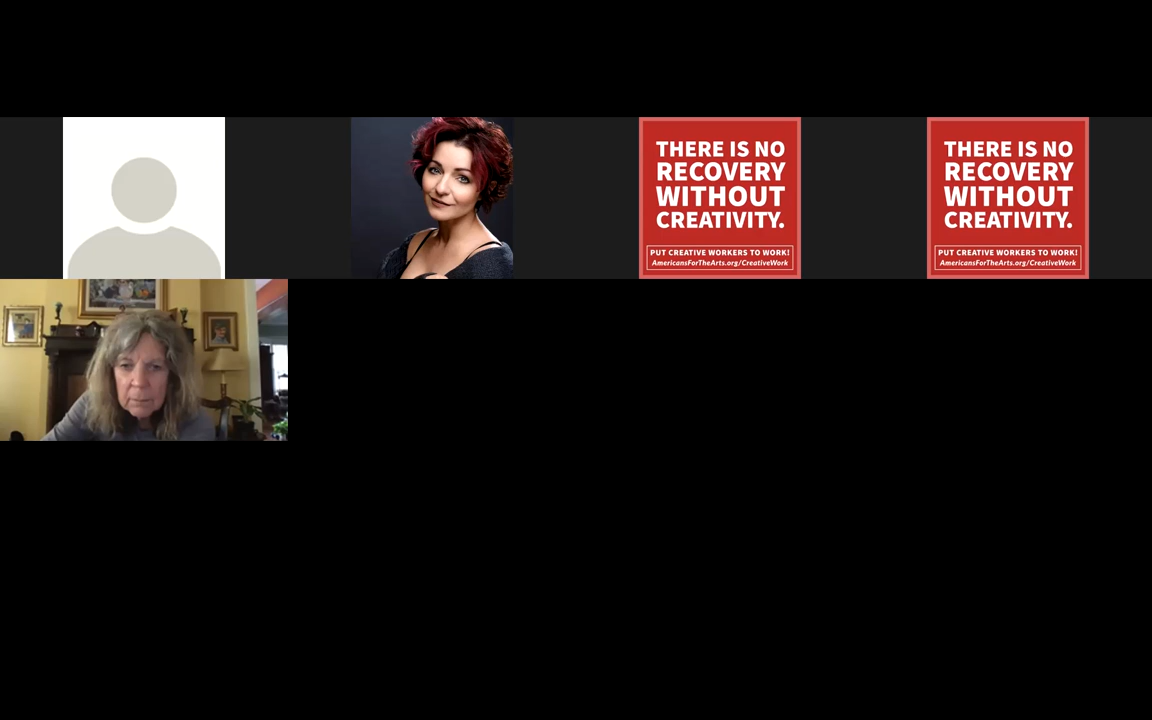 THERE IS NO
RECOVERY
WITHOUT
CREATIVITY.
PUT CREATIVE WORKERS TO WORK!
AmericansForTheArts.org/CreativeWork
THERE IS NO
RECOVERY
WITHOUT
CREATIVITY.
PUT CREATIVE WORKERS TO WORK!
AmericansForTheArts.org/CreativeWork